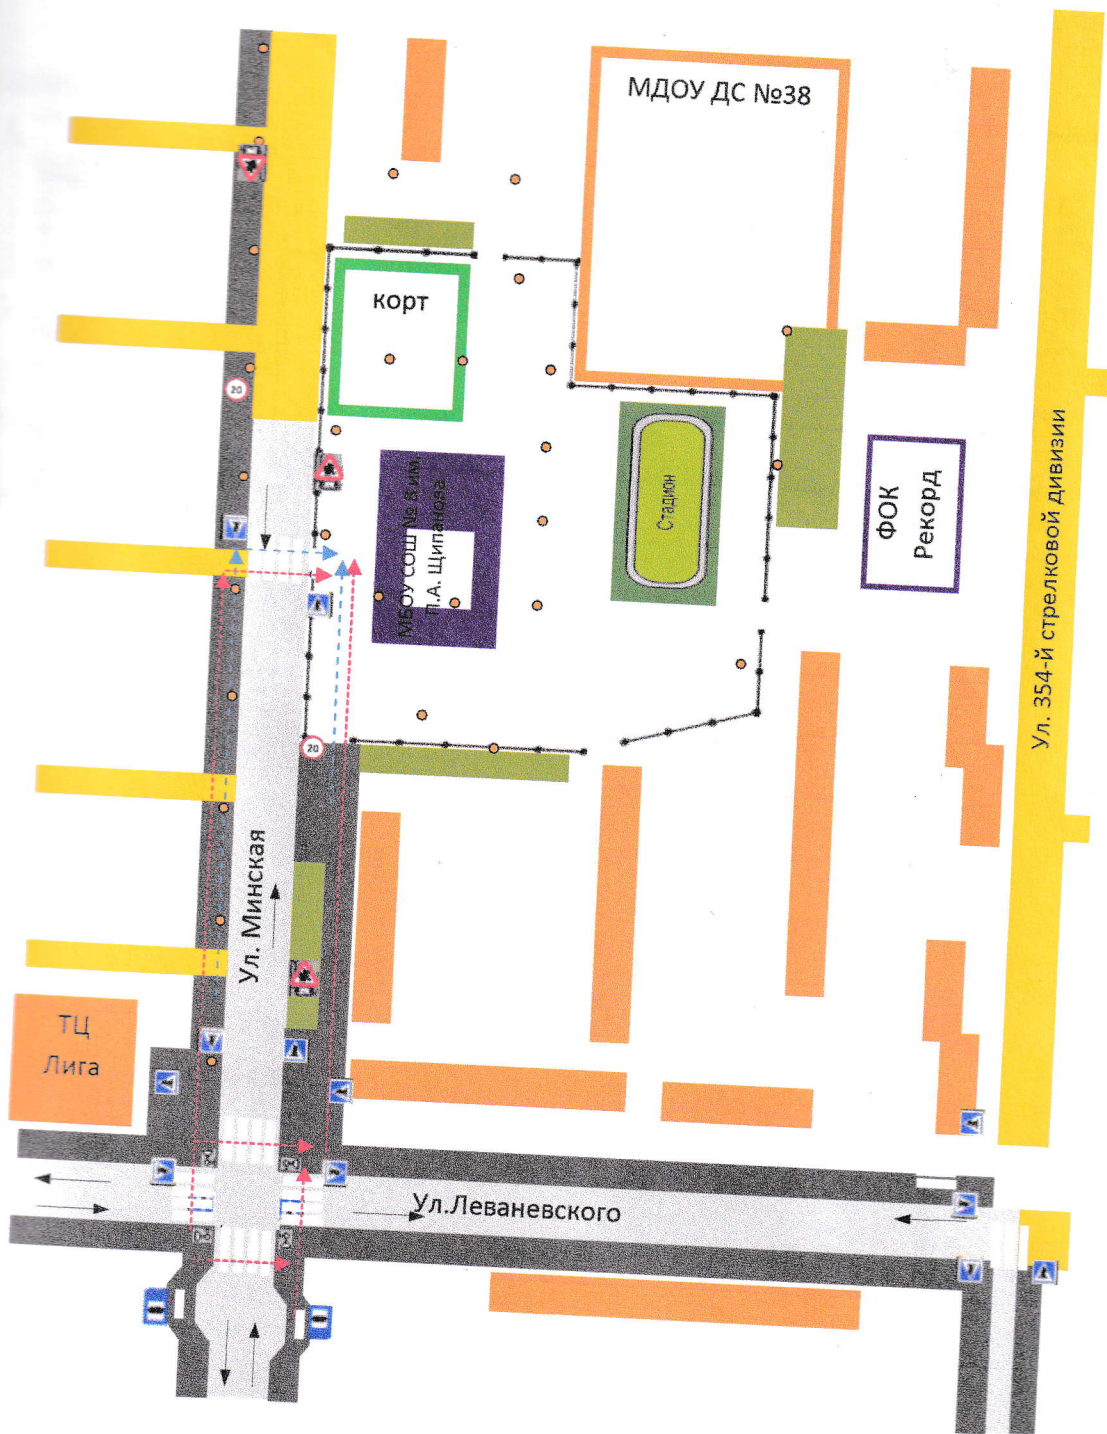 МДОУ ДС №38
корт
20
МБОУ СОШ № 8 им.
П.А. Щипанова
Стадион
ФОК
Рекорд
Ул. 354-й стрелковой дивизии
20
Ул. Минская
ТЦ
Лига
Ул.Леваневского